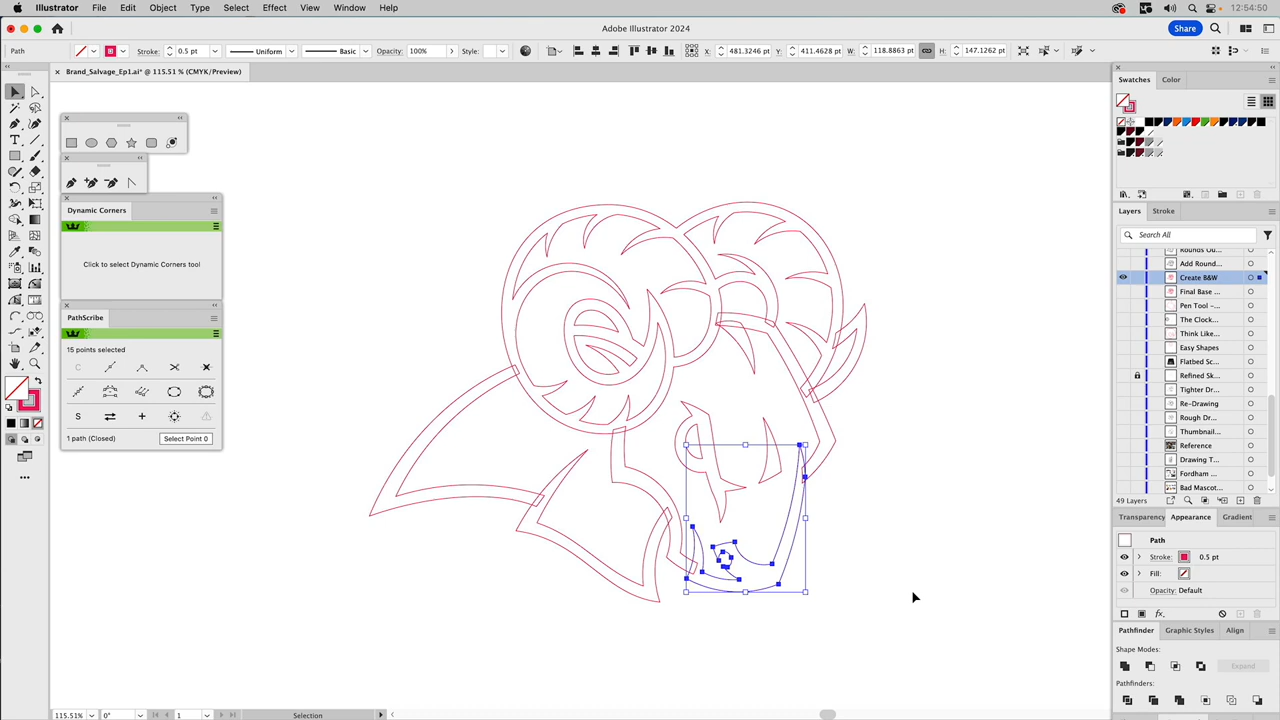 Illustrator File Edit Object Type Select Effect View Window Help 12:54:50
Adobe Illustrator 2024 Share
Path Stroke: 0.5 pt Uniform Basic Opacity: 100% Style: X: 481.3246 pt Y: 411.4628 pt W: 118.8863 pt H: 147.1262 pt
Brand_Salvage_Ep1.ai* @ 115.51 % (CMYK/Preview)
Swatches Color
Dynamic Corners
Click to select Dynamic Corners tool
PathScribe
15 points selected
1 path (Closed) Select Point 0
Layers Stroke
Search All
Rounds Ou...
Add Round...
Create B&W
Final Base ...
Pen Tool -...
The Clock...
Think Like...
Easy Shapes
Flatbed Sc...
Refined Sk...
Tighter Dr...
Re-Drawing
Rough Dr...
Thumbnail...
Reference
Drawing T...
Fordham ...
Bad Mascot...
49 Layers
Transparency Appearance Gradient
Path
Stroke: 0.5 pt
Fill:
Opacity: Default
fx
Pathfinder Graphic Styles Align
Shape Modes:
Expand
Pathfinders:
115.51% 0° 1 Selection